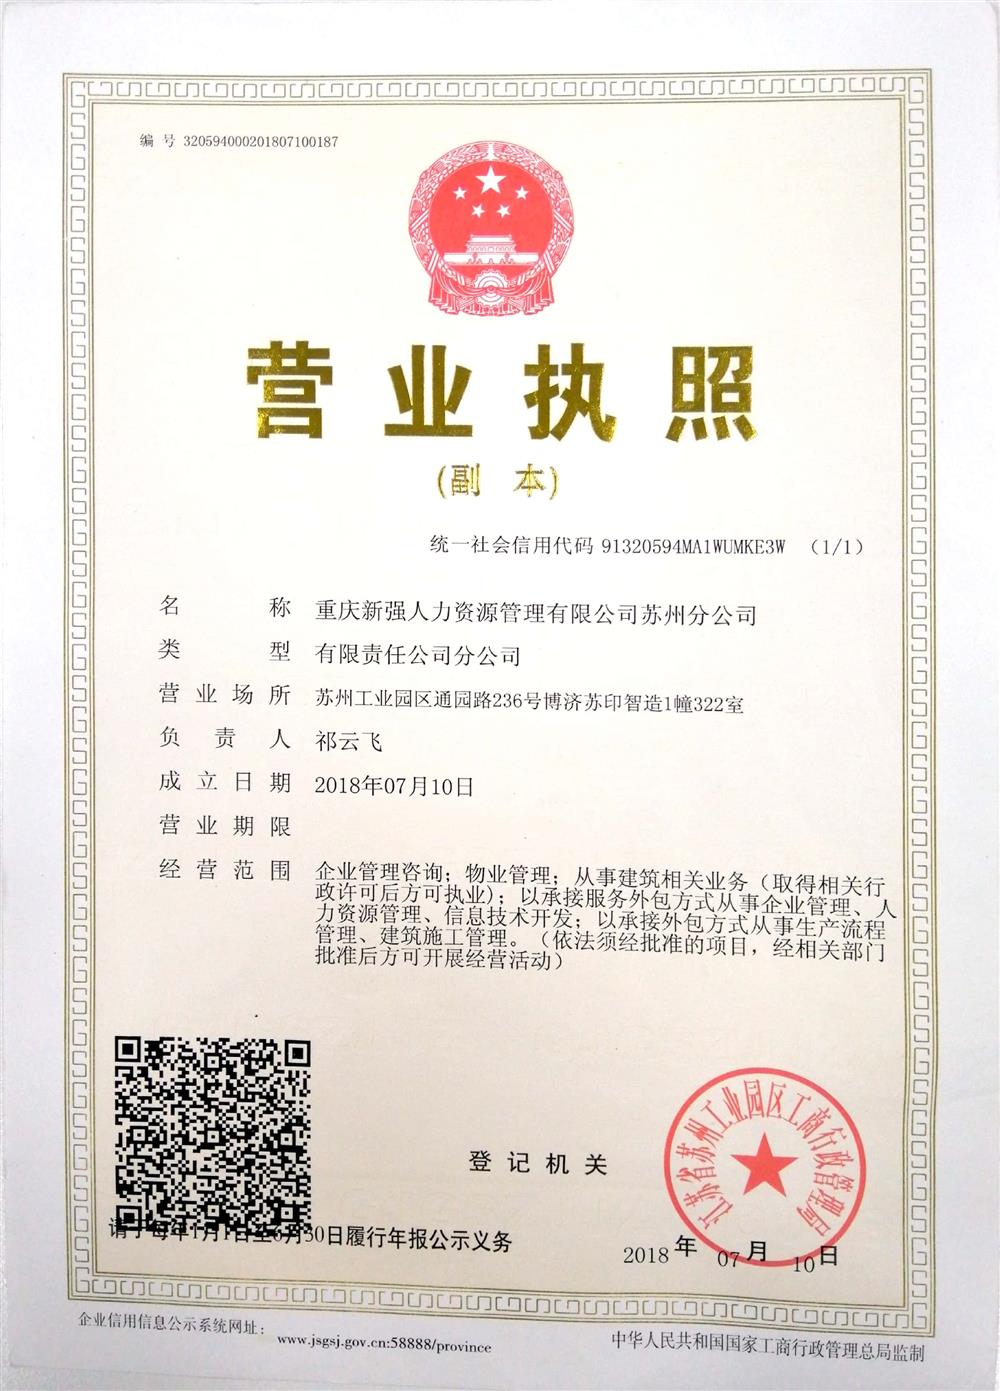 编 号 320594000201807100187
营业执照
(副 本)
统一社会信用代码 91320594MA1WUMKE3W （1/1）
名 称 重庆新强人力资源管理有限公司苏州分公司
类 型 有限责任公司分公司
营业场所 苏州工业园区通园路236号博济苏印智造1幢322室
负责人 祁云飞
成立日期 2018年07月10日
营业期限
经营范围 企业管理咨询；物业管理；从事建筑相关业务（取得相关行
政许可后方可执业）；以承接服务外包方式从事企业管理、人
力资源管理、信息技术开发；以承接外包方式从事生产流程
管理、建筑施工管理。（依法须经批准的项目，经相关部门
批准后方可开展经营活动）
登记机关
江苏省苏州工业园区工商行政管理局
请于每年1月1日至6月30日履行年报公示义务
2018 年 07 月 10 日
企业信用信息公示系统网址： www.jsgsj.gov.cn:58888/province
中华人民共和国国家工商行政管理总局监制